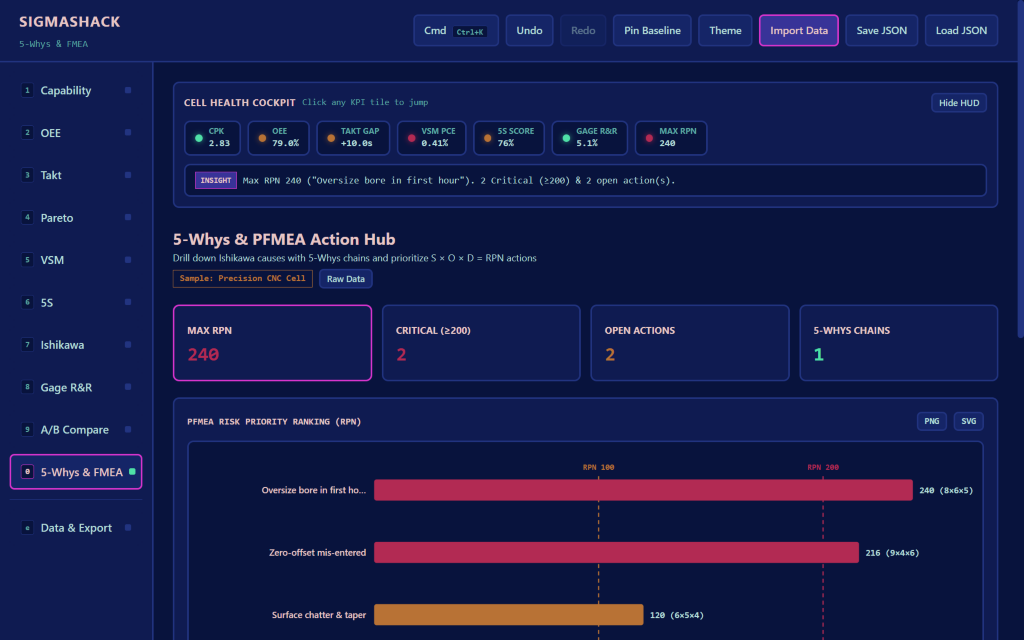 SIGMASHACK
5-Whys & FMEA
Cmd Ctrl+K
Undo
Redo
Pin Baseline
Theme
Import Data
Save JSON
Load JSON
1 Capability
2 OEE
3 Takt
4 Pareto
5 VSM
6 5S
7 Ishikawa
8 Gage R&R
9 A/B Compare
0 5-Whys & FMEA
e Data & Export
CELL HEALTH COCKPIT Click any KPI tile to jump
Hide HUD
CPK
2.83
OEE
79.0%
TAKT GAP
+10.0s
VSM PCE
0.41%
5S SCORE
76%
GAGE R&R
5.1%
MAX RPN
240
INSIGHT Max RPN 240 ("Oversize bore in first hour"). 2 Critical (≥200) & 2 open action(s).
5-Whys & PFMEA Action Hub
Drill down Ishikawa causes with 5-Whys chains and prioritize S × O × D = RPN actions
Sample: Precision CNC Cell
Raw Data
MAX RPN
240
CRITICAL (≥200)
2
OPEN ACTIONS
2
5-WHYS CHAINS
1
PFMEA RISK PRIORITY RANKING (RPN)
PNG
SVG
RPN 100
RPN 200
Oversize bore in first ho... 240 (8×6×5)
Zero-offset mis-entered 216 (9×4×6)
Surface chatter & taper 120 (6×5×4)